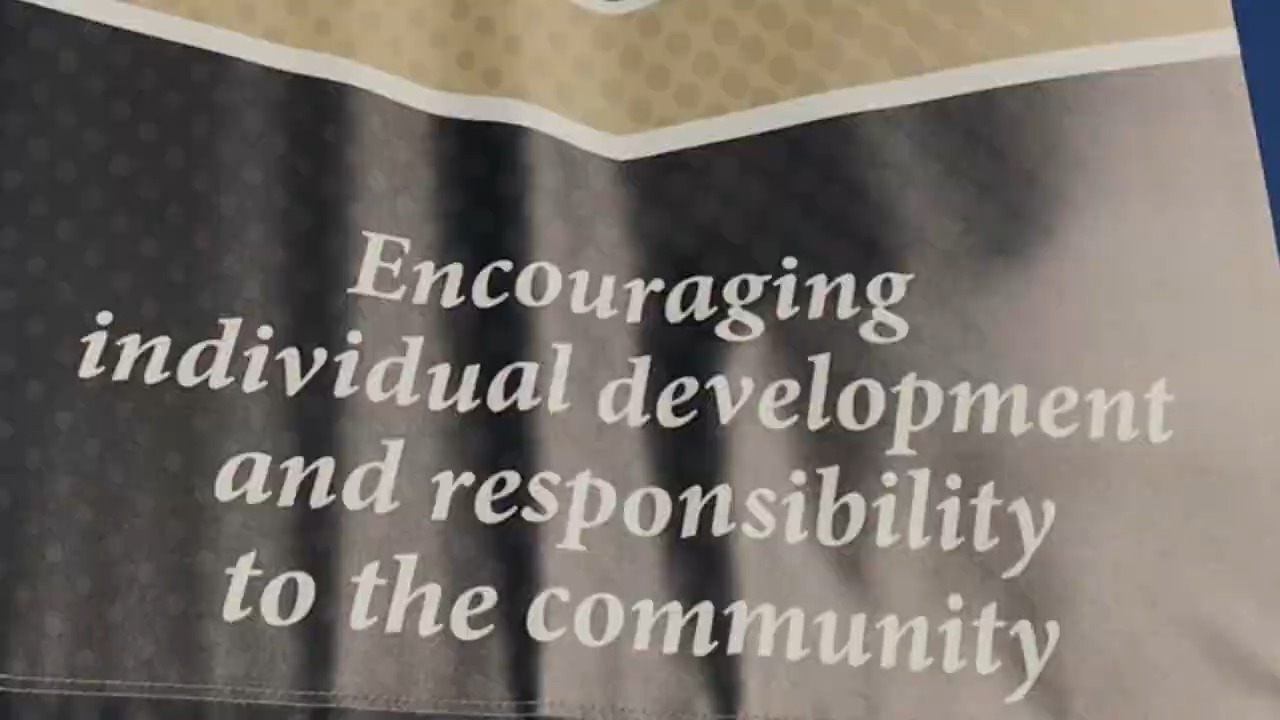 Encouraging
individual development
and responsibility
to the community